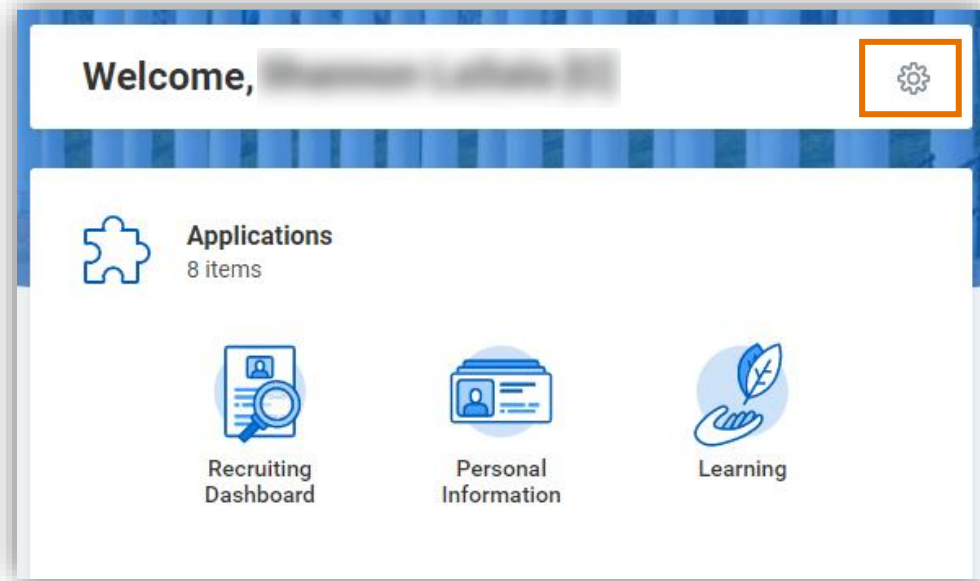 Welcome,
Applications
8 items
Recruiting
Dashboard
Personal
Information
Learning